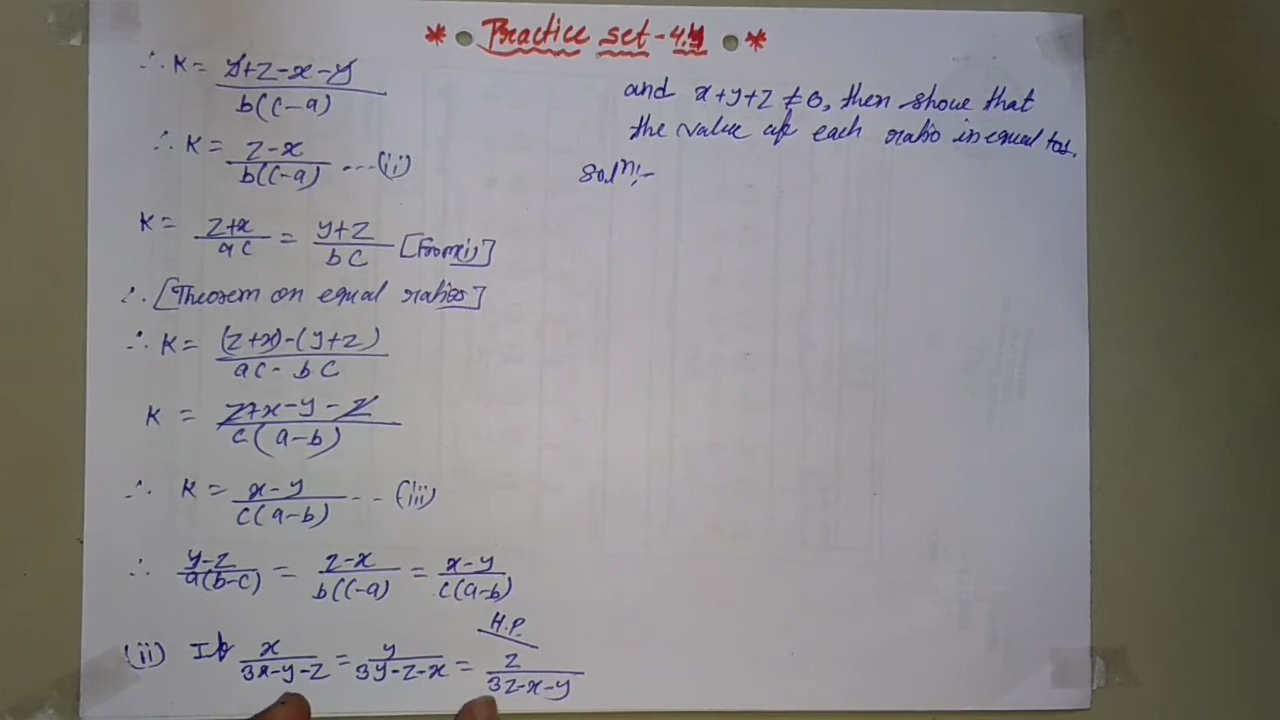 * • Practice set-4.4 • *
∴ K = y+z-x-y / b(c-a)
∴ K = z-x / b(c-a) ---(ii)
K = z+x / ac = y+z / bc [From(i)]
∴ [Theorem on equal ratios]
∴ K = (z+x)-(y+z) / ac-bc
K = z+x-y-z / c(a-b)
∴ K = x-y / c(a-b) --- (iii)
∴ y-z / a(b-c) = z-x / b(c-a) = x-y / c(a-b)
H.P.
(ii) If x / 3x-y-z = y / 3y-z-x = z / 3z-x-y
and x+y+z ≠ 0, then show that
the value of each ratio is equal to
Solⁿ:-